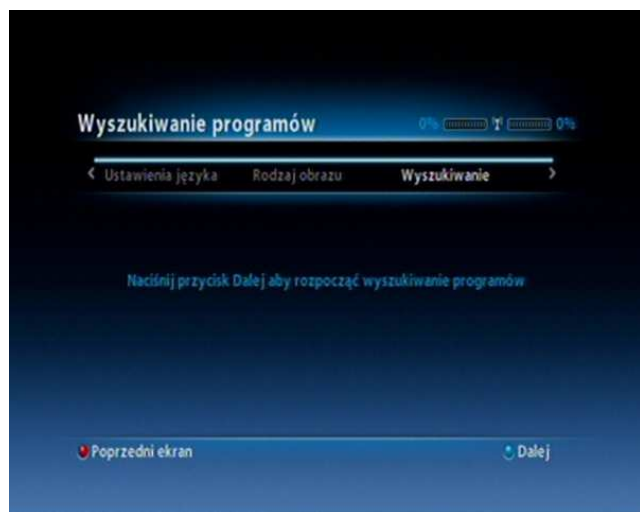 Wyszukiwanie programów 0% 0%
Ustawienia języka Rodzaj obrazu Wyszukiwanie
Naciśnij przycisk Dalej aby rozpocząć wyszukiwanie programów
Poprzedni ekran Dalej